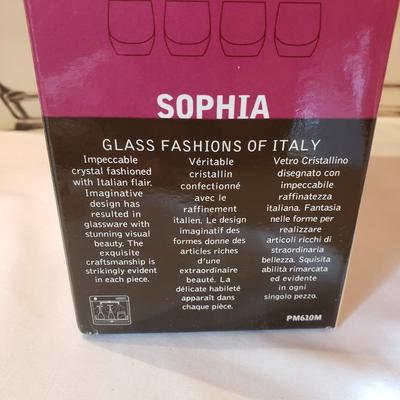 SOPHIA
GLASS FASHIONS OF ITALY
Impeccable
crystal fashioned
with Italian flair.
Imaginative
design has
resulted in
glassware with
stunning visual
beauty. The
exquisite
craftsmanship is
strikingly evident
in each piece.
Véritable
cristallin
confectionné
avec le
raffinement
italien. Le design
imaginatif des
formes donne des
articles riches
d'une
extraordinaire
beauté. La
délicate habileté
apparaît dans
chaque pièce.
Vetro Cristallino
disegnato con
impeccabile
raffinatezza
italiana. Fantasia
nelle forme per
realizzare
articoli ricchi di
straordinaria
bellezza. Squisita
abilità rimarcata
ed evidente
in ogni
singolo pezzo.
PM610M